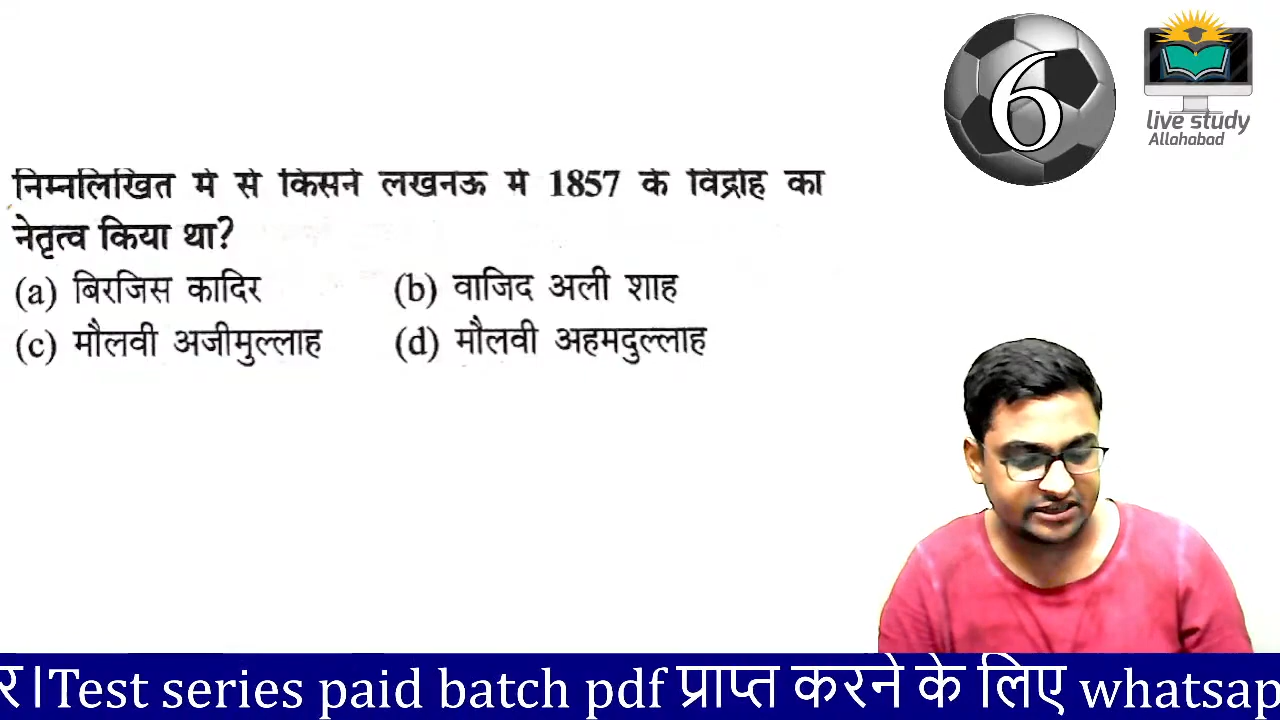 6
live study
Allahabad
निम्नलिखित में से किसने लखनऊ में 1857 के विद्रोह का
नेतृत्व किया था?
(a) बिरजिस कादिर (b) वाजिद अली शाह
(c) मौलवी अजीमुल्लाह (d) मौलवी अहमदुल्लाह
र।Test series paid batch pdf प्राप्त करने के लिए whatsap